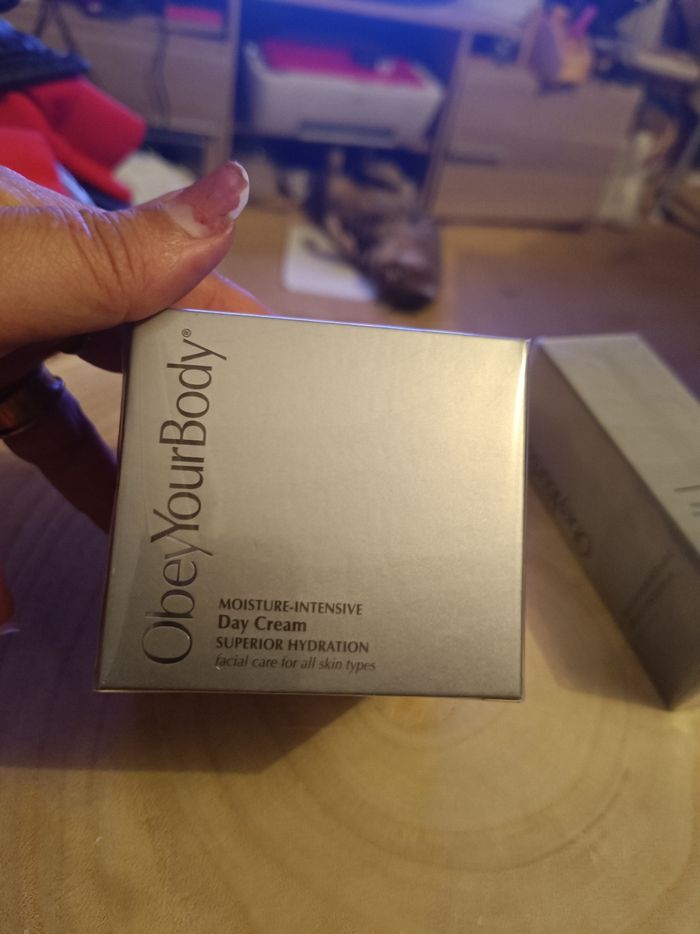 ObeyYourBody®
MOISTURE-INTENSIVE
Day Cream
SUPERIOR HYDRATION
facial care for all skin types